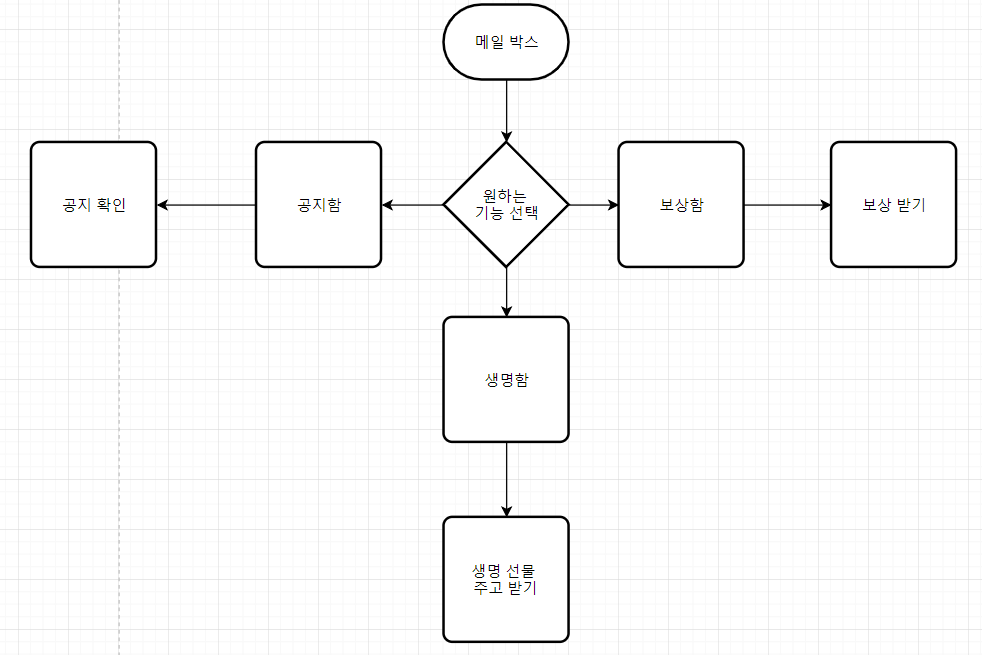 메일 박스
공지 확인
공지함
원하는
기능 선택
보상함
보상 받기
생명함
생명 선물
주고 받기